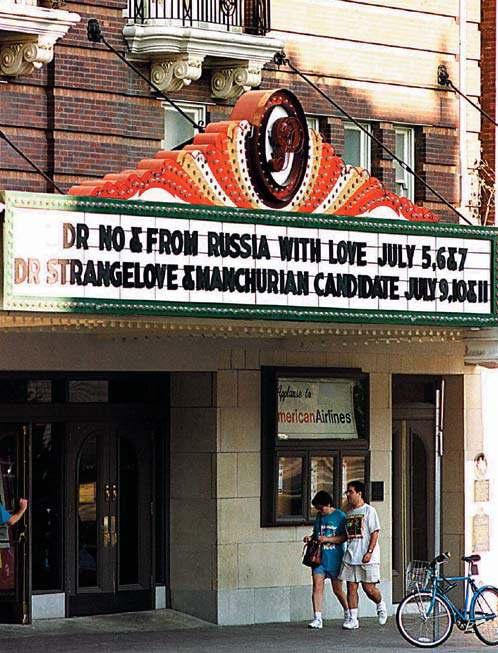 DR NO & FROM RUSSIA WITH LOVE JULY 5,6&7
DR STRANGELOVE & MANCHURIAN CANDIDATE JULY 9,10&11
Applause to
mericanAirlines